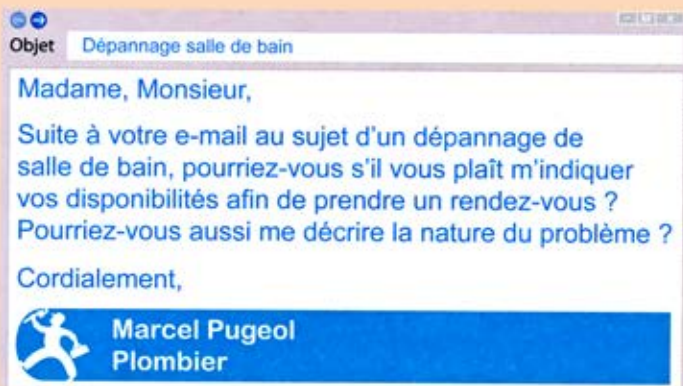 Objet Dépannage salle de bain
Madame, Monsieur,
Suite à votre e-mail au sujet d'un dépannage de
salle de bain, pourriez-vous s'il vous plaît m'indiquer
vos disponibilités afin de prendre un rendez-vous ?
Pourriez-vous aussi me décrire la nature du problème ?
Cordialement,
Marcel Pugeol
Plombier